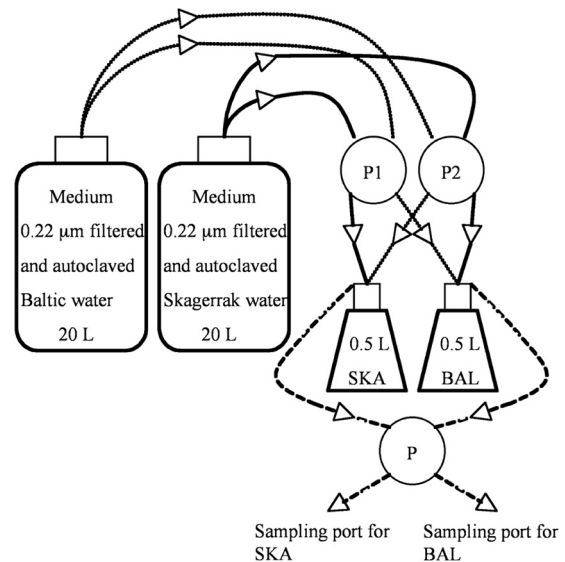 P1
P2
Medium
0.22 µm filtered
and autoclaved
Baltic water
20 L
Medium
0.22 µm filtered
and autoclaved
Skagerrak water
20 L
0.5 L
SKA
0.5 L
BAL
P
Sampling port for
SKA
Sampling port for
BAL